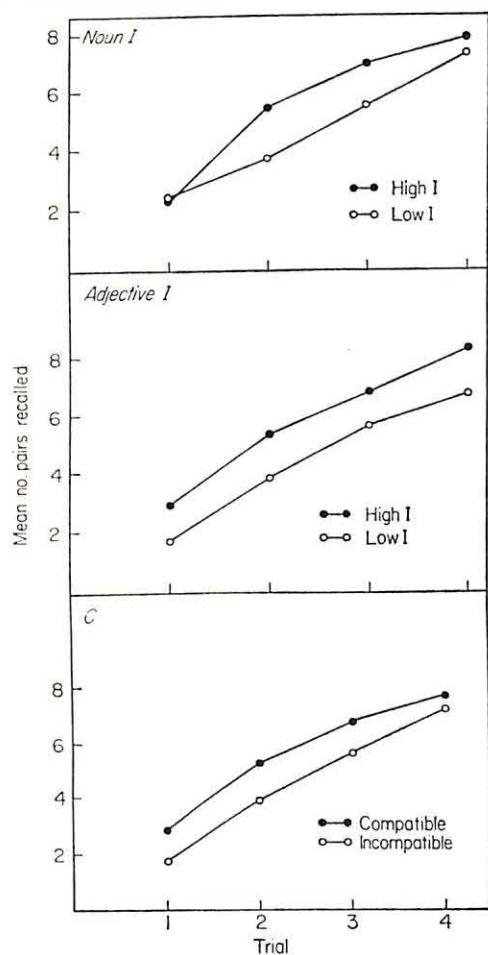 Noun I
8
6
4
2
High I
Low I
Adjective I
8
6
4
2
High I
Low I
Mean no. pairs recalled
C
8
6
4
2
Compatible
Incompatible
1 2 3 4
Trial